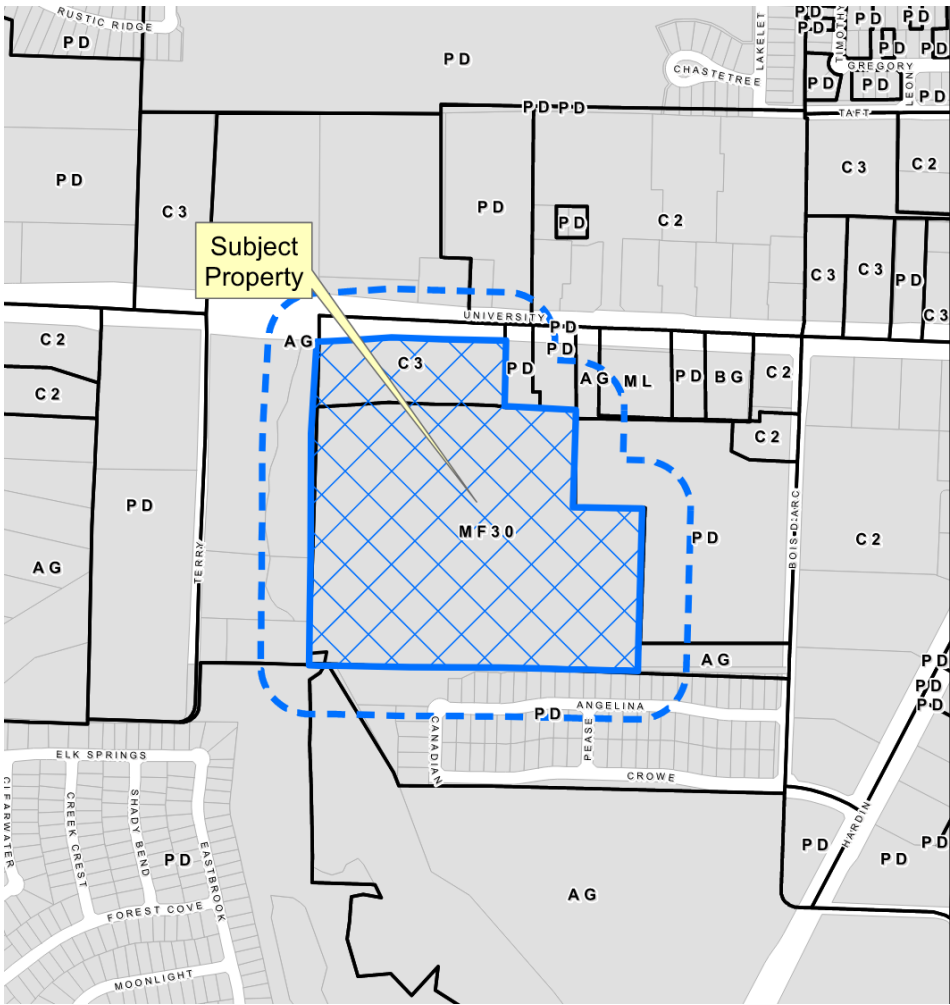 RUSTIC RIDGE
PD
PD
CHASTETREE
LAKELET
PD
PD
TIMOTHY
PD
PD
PD
PD
GREGORY
PD
PD
LEON
PD
PD PD
TAFT
PD
C3
PD
PD
C2
C3
C2
Subject
Property
C3
C3
PD
C3
UNIVERSITY
PD
AG
C2
C3
PD
PD
AG
ML
PD
BG
C2
C2
C2
PD
MF30
PD
BOIS D'ARC
C2
TERRY
AG
AG
PD
PD
PD
ANGELINA
PD
CANADIAN
PEASE
CROWE
ELK SPRINGS
CLEARWATER
CREEK CREST
SHADY BEND
EASTBROOK
PD
HARDIN
PD
PD
PD
AG
FOREST COVE
MOONLIGHT